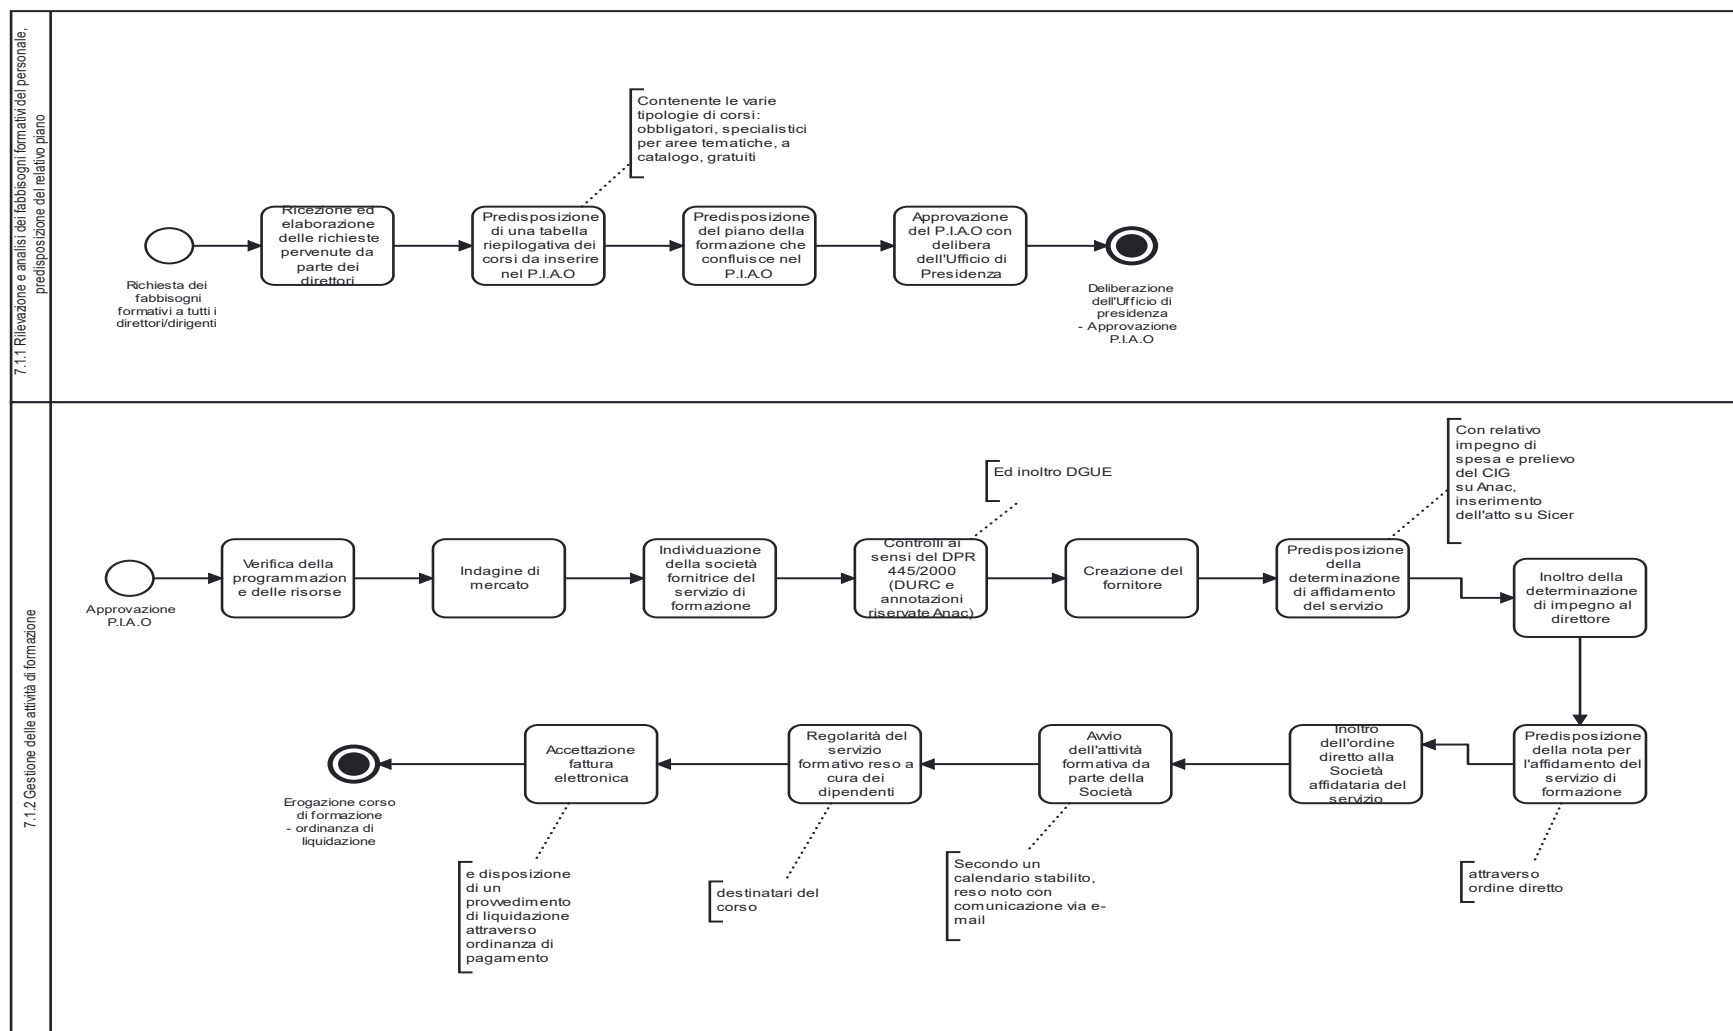 7.1.1 Rilevazione e analisi dei fabbisogni formativi del personale,
predisposizione del relativo piano
Contenente le varie
tipologie di corsi:
obbligatori, specialistici
per aree tematiche, a
catalogo, gratuiti
Richiesta dei
fabbisogni
formativi a tutti i
direttori/dirigenti
Ricezione ed
elaborazione
delle richieste
pervenute da
parte dei
direttori
Predisposizione
di una tabella
riepilogativa dei
corsi da inserire
nel P.I.A.O
Predisposizione
del piano della
formazione che
confluisce nel
P.I.A.O
Approvazione
del P.I.A.O con
delibera
dell'Ufficio di
Presidenza
Deliberazione
dell'Ufficio di
presidenza
- Approvazione
P.I.A.O
7.1.2 Gestione delle attività di formazione
Approvazione
P.I.A.O
Verifica della
programmazion
e delle risorse
Indagine di
mercato
Individuazione
della società
fornitrice del
servizio di
formazione
Ed inoltro DGUE
Controlli ai
sensi del DPR
445/2000
(DURC e
annotazioni
riservate Anac)
Creazione del
fornitore
Con relativo
impegno di
spesa e prelievo
del CIG
su Anac,
inserimento
dell'atto su Sicer
Predisposizione
della
determinazione
di affidamento
del servizio
Inoltro della
determinazione
di impegno al
direttore
Predisposizione
della nota per
l'affidamento del
servizio di
formazione
attraverso
ordine diretto
Inoltro
dell'ordine
diretto alla
Società
affidataria del
servizio
Avvio
dell'attività
formativa da
parte della
Società
Secondo un
calendario stabilito,
reso noto con
comunicazione via e-
mail
Regolarità del
servizio
formativo reso a
cura dei
dipendenti
destinatari del
corso
Accettazione
fattura
elettronica
e disposizione
di un
provvedimento
di liquidazione
attraverso
ordinanza di
pagamento
Erogazione corso
di formazione
- ordinanza di
liquidazione